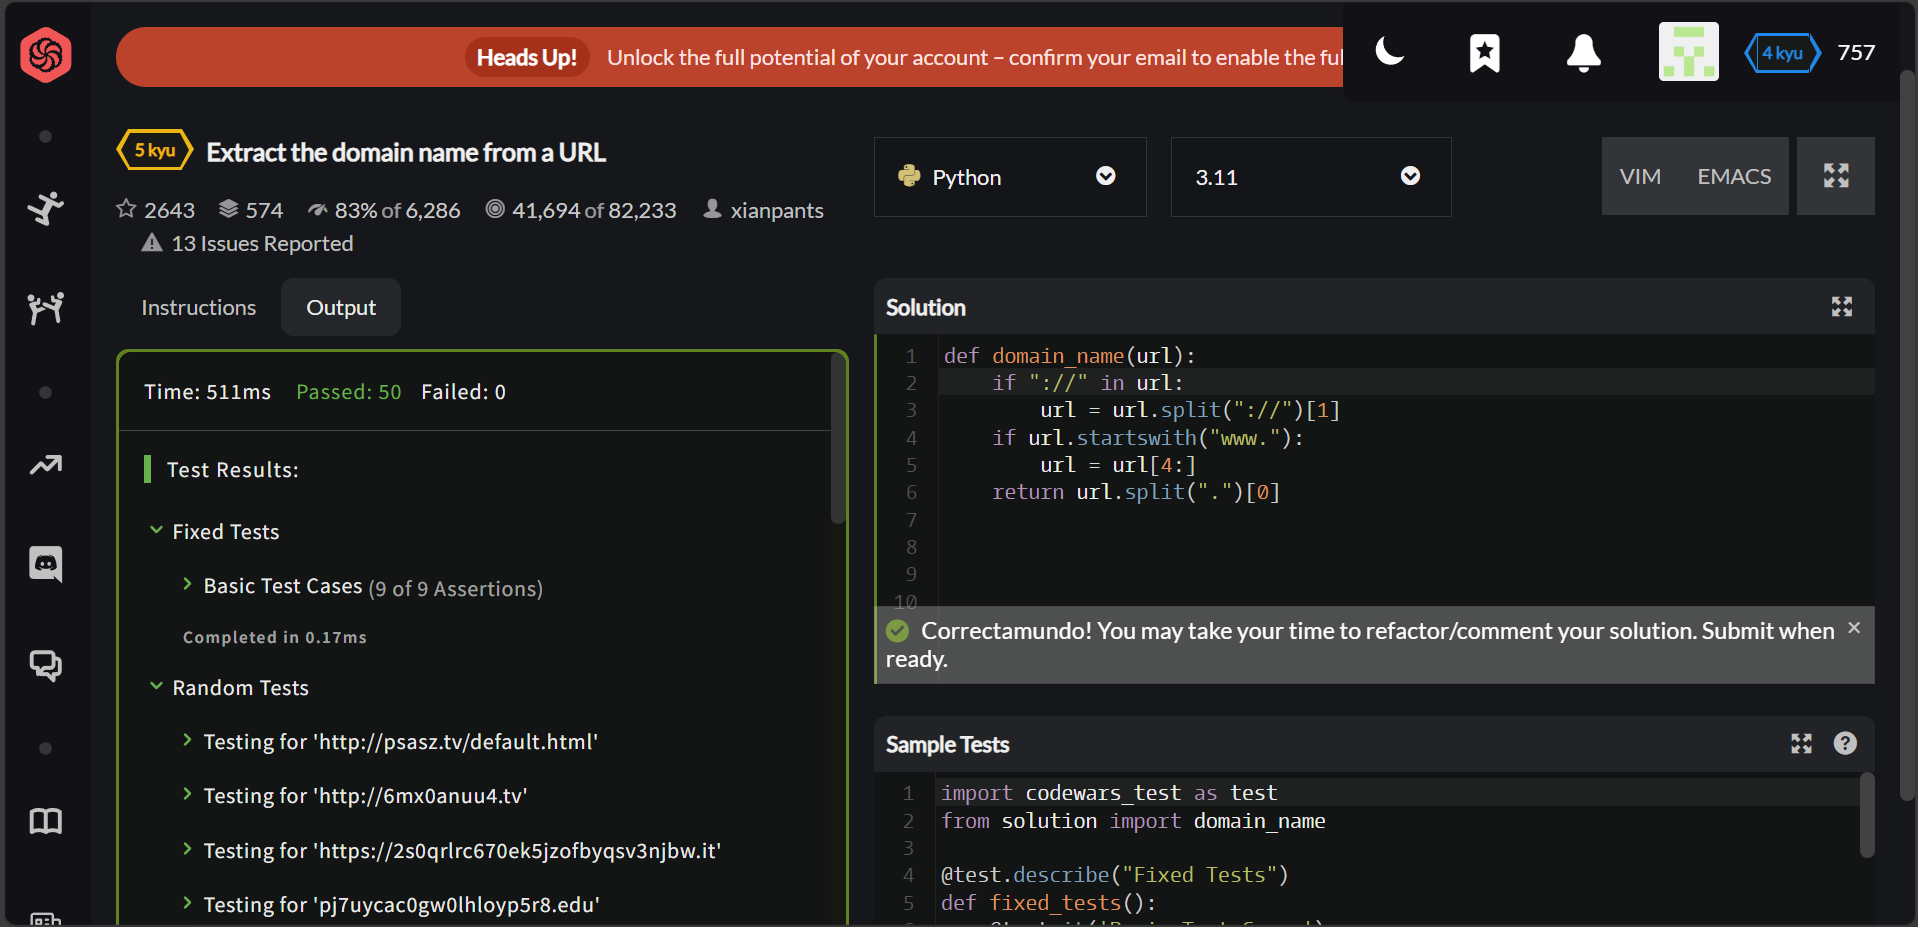 Heads Up! Unlock the full potential of your account – confirm your email to enable the ful
4 kyu 757
5 kyu Extract the domain name from a URL
2643 574 83% of 6,286 41,694 of 82,233 xianpants
13 Issues Reported
Python 3.11 VIM EMACS
Instructions Output
Time: 511ms Passed: 50 Failed: 0
Test Results:
Fixed Tests
Basic Test Cases (9 of 9 Assertions)
Completed in 0.17ms
Random Tests
Testing for 'http://psasz.tv/default.html'
Testing for 'http://6mx0anuu4.tv'
Testing for 'https://2s0qrlrc670ek5jzofbyqsv3njbw.it'
Testing for 'pj7uycac0gw0lhloyp5r8.edu'
Solution
1 def domain_name(url):
2     if "://" in url:
3         url = url.split("://")[1]
4     if url.startswith("www."):
5         url = url[4:]
6     return url.split(".")[0]
7
8
9
10
Correctamundo! You may take your time to refactor/comment your solution. Submit when
ready.
Sample Tests
1 import codewars_test as test
2 from solution import domain_name
3
4 @test.describe("Fixed Tests")
5 def fixed_tests():